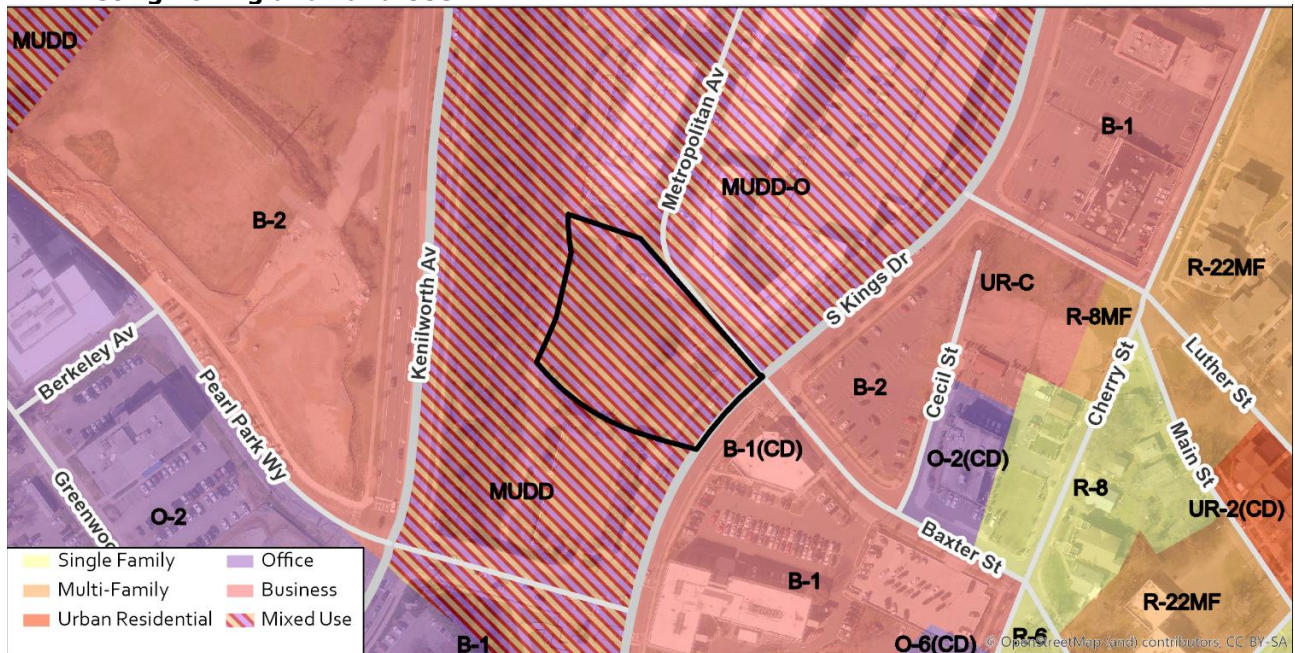 MUDD
B-2
Kenilworth Av
Metropolitan Av
MUDD-O
S Kings Dr
B-1
R-22MF
UR-C
R-8MF
Luther St
Cherry St
Main St
Cecil St
B-2
B-1(CD)
O-2(CD)
R-8
UR-2(CD)
Berkeley Av
Pearl Park Wy
O-2
MUDD
Baxter St
B-1
R-22MF
B-1
O-6(CD)
R-6
Single Family
Multi-Family
Urban Residential
Office
Business
Mixed Use
© OpenStreetMap (and) contributors, CC-BY-SA